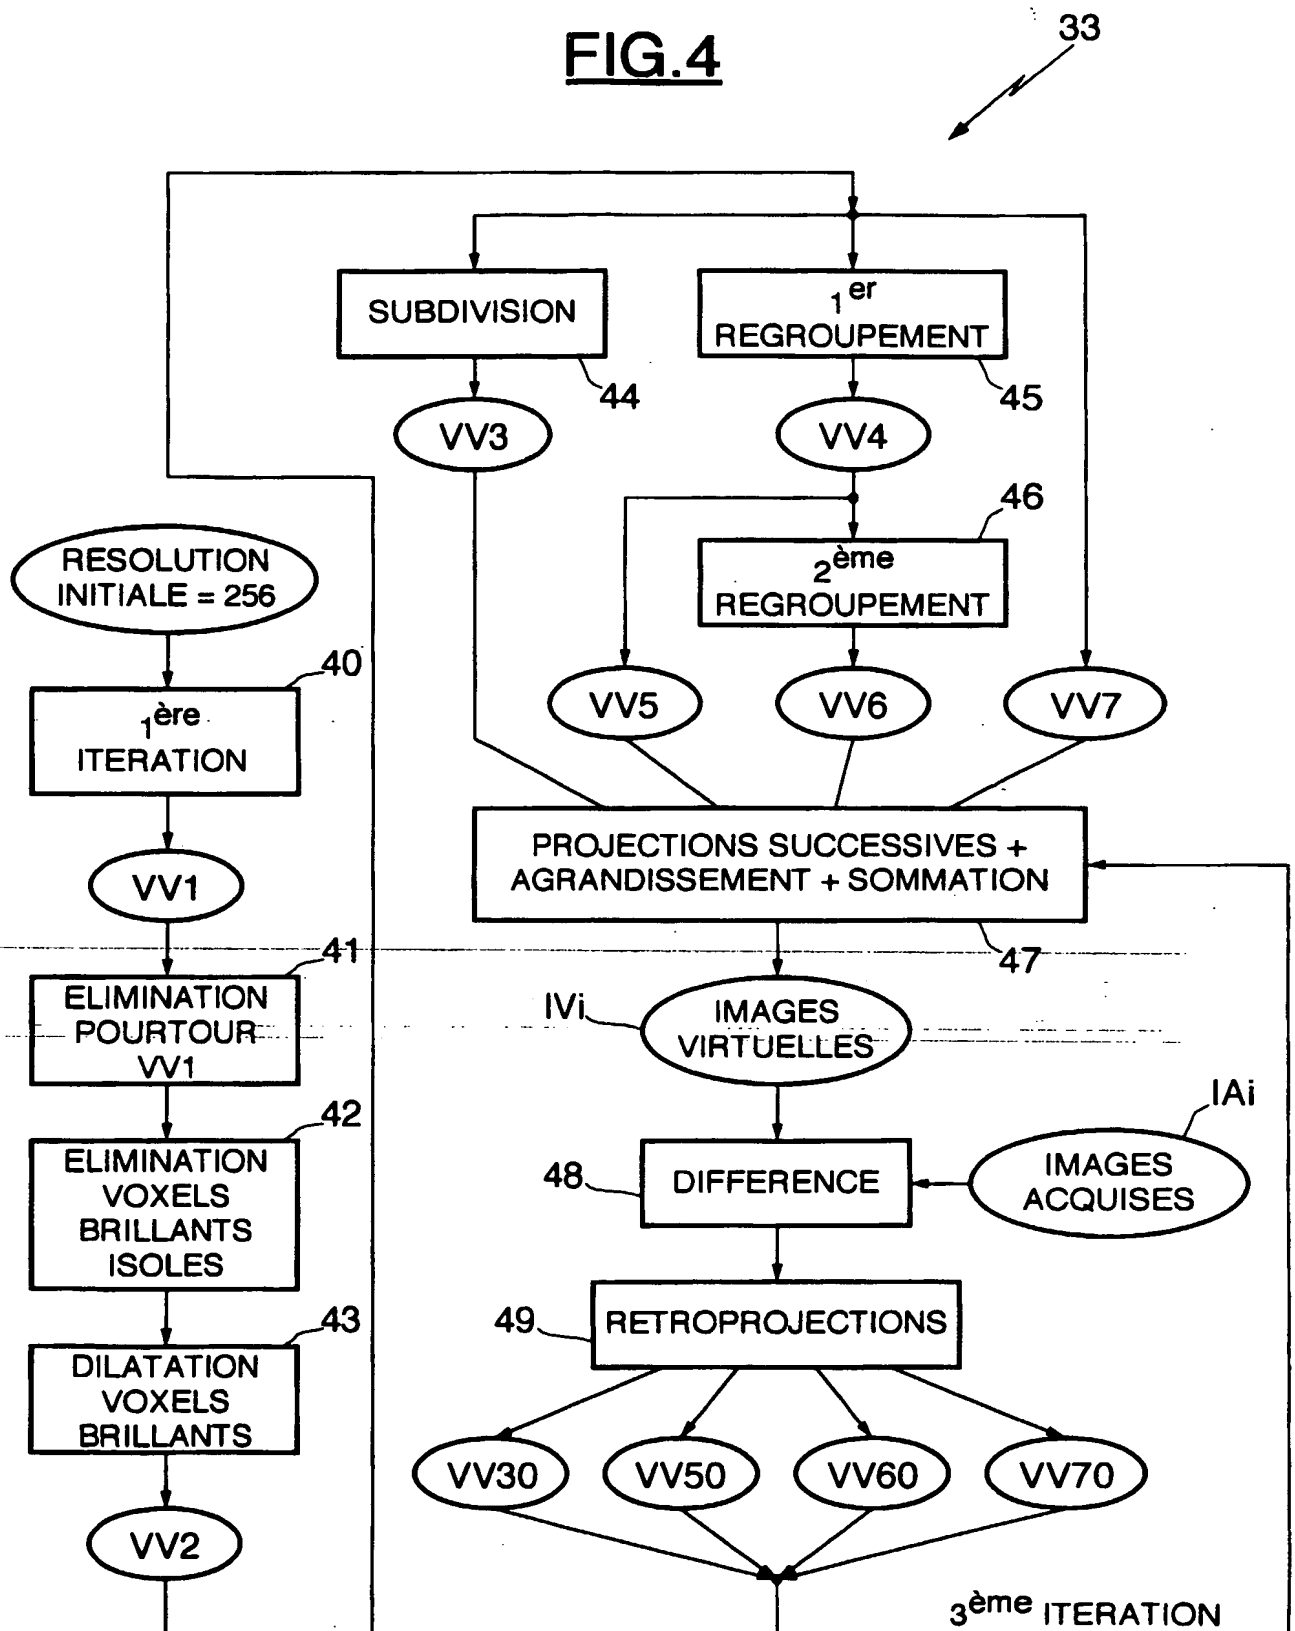 FIG.4
33
SUBDIVISION
44
1er
REGROUPEMENT
45
VV3
VV4
46
2ème
REGROUPEMENT
RESOLUTION
INITIALE = 256
40
1ère
ITERATION
VV5
VV6
VV7
VV1
PROJECTIONS SUCCESSIVES +
AGRANDISSEMENT + SOMMATION
47
41
ELIMINATION
POURTOUR
VV1
IVi
IMAGES
VIRTUELLES
42
ELIMINATION
VOXELS
BRILLANTS
ISOLES
48
DIFFERENCE
IAi
IMAGES
ACQUISES
49
RETROPROJECTIONS
43
DILATATION
VOXELS
BRILLANTS
VV30
VV50
VV60
VV70
VV2
3ème ITERATION